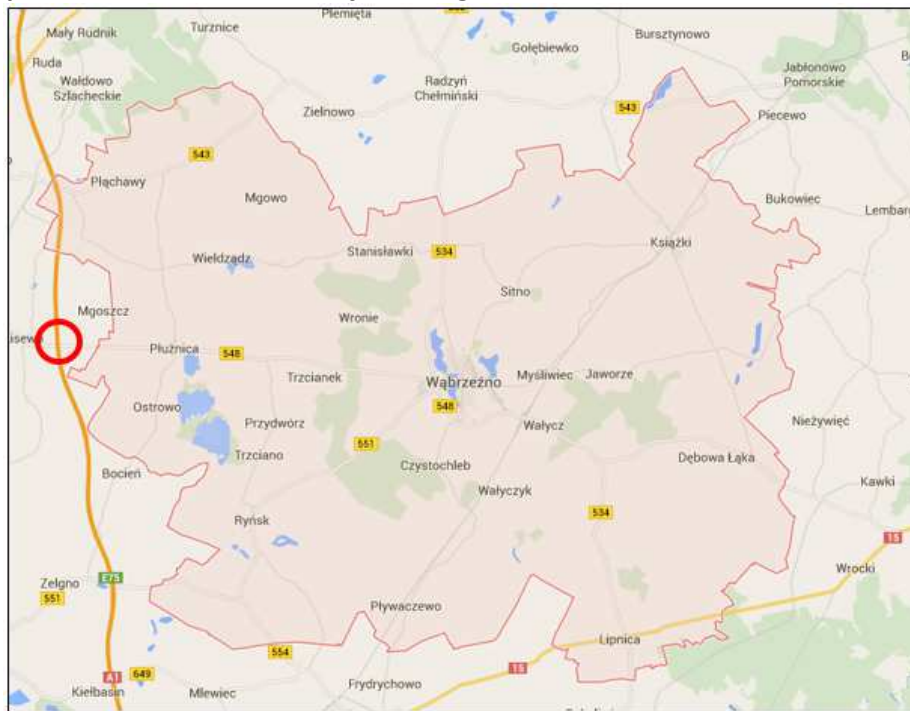 Plemięta
Mały Rudnik
Turznice
Bursztynowo
Gołębiewko
Ruda
Jabłonowo
Pomorskie
Wałdowo
Szlacheckie
Radzyń
Chełmiński
Zielnowo
543
Piecewo
543
Płąchawy
Mgowo
Bukowiec
Lembar
Książki
Stanisławki
534
Wieldządz
Sitno
Mgoszcz
Wronie
isewo
Płużnica
548
Trzcianek
Wąbrzeźno
Myśliwiec
Jaworze
548
Ostrowo
Przydwórz
Wałycz
Nieżywięć
551
Trzciano
Dębowa Łąka
Czystochleb
Bocień
Kawki
Wałyczyk
534
Ryńsk
15
Wrocki
E75
Zelgno
551
Pływaczewo
Lipnica
554
15
A1
649
Frydrychowo
Kiełbasin
Mlewiec